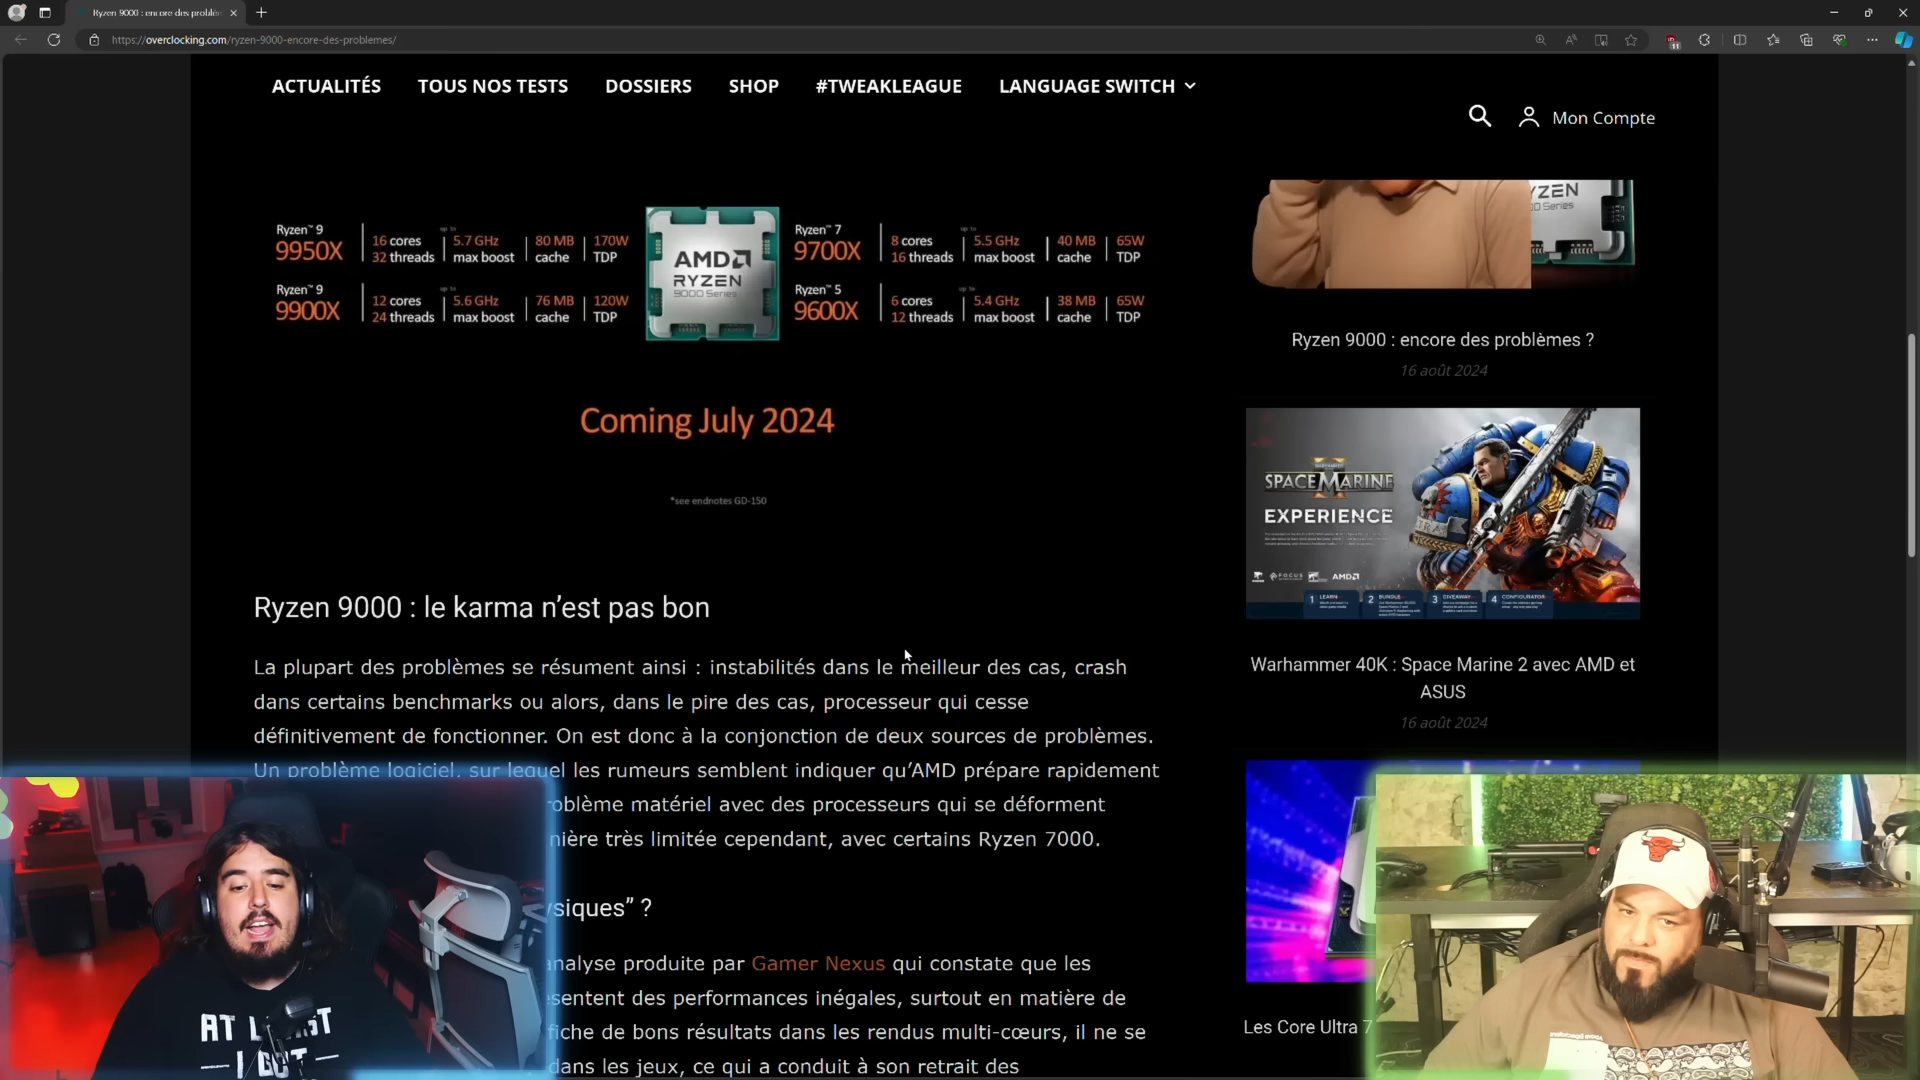 Ryzen 9000 : encore des problèm
https://overclocking.com/ryzen-9000-encore-des-problemes/
11
ACTUALITÉS TOUS NOS TESTS DOSSIERS SHOP #TWEAKLEAGUE LANGUAGE SWITCH
Mon Compte
Ryzen™ 9
9950X
16 cores
32 threads
up to
5.7 GHz
max boost
80 MB
cache
170W
TDP
Ryzen™ 9
9900X
12 cores
24 threads
up to
5.6 GHz
max boost
76 MB
cache
120W
TDP
AMD
RYZEN
9000 Series
Ryzen™ 7
9700X
8 cores
16 threads
up to
5.5 GHz
max boost
40 MB
cache
65W
TDP
Ryzen™ 5
9600X
6 cores
12 threads
up to
5.4 GHz
max boost
38 MB
cache
65W
TDP
Coming July 2024
*see endnotes GD-150
Ryzen 9000 : le karma n’est pas bon
La plupart des problèmes se résument ainsi : instabilités dans le meilleur des cas, crash
dans certains benchmarks ou alors, dans le pire des cas, processeur qui cesse
définitivement de fonctionner. On est donc à la conjonction de deux sources de problèmes.
Un problème logiciel, sur lequel les rumeurs semblent indiquer qu’AMD prépare rapidement
oblème matériel avec des processeurs qui se déforment
nière très limitée cependant, avec certains Ryzen 7000.
ysiques” ?
nalyse produite par Gamer Nexus qui constate que les
sentent des performances inégales, surtout en matière de
fiche de bons résultats dans les rendus multi-cœurs, il ne se
dans les jeux, ce qui a conduit à son retrait des
YZEN
0 Series
Ryzen 9000 : encore des problèmes ?
16 août 2024
SPACE MARINE
EXPERIENCE
FOCUS
AMD
1 LEARN
2 BUNDLE
3 GIVEAWAY
4 CONFIGURATOR
Warhammer 40K : Space Marine 2 avec AMD et
ASUS
16 août 2024
Les Core Ultra 7
I GOT